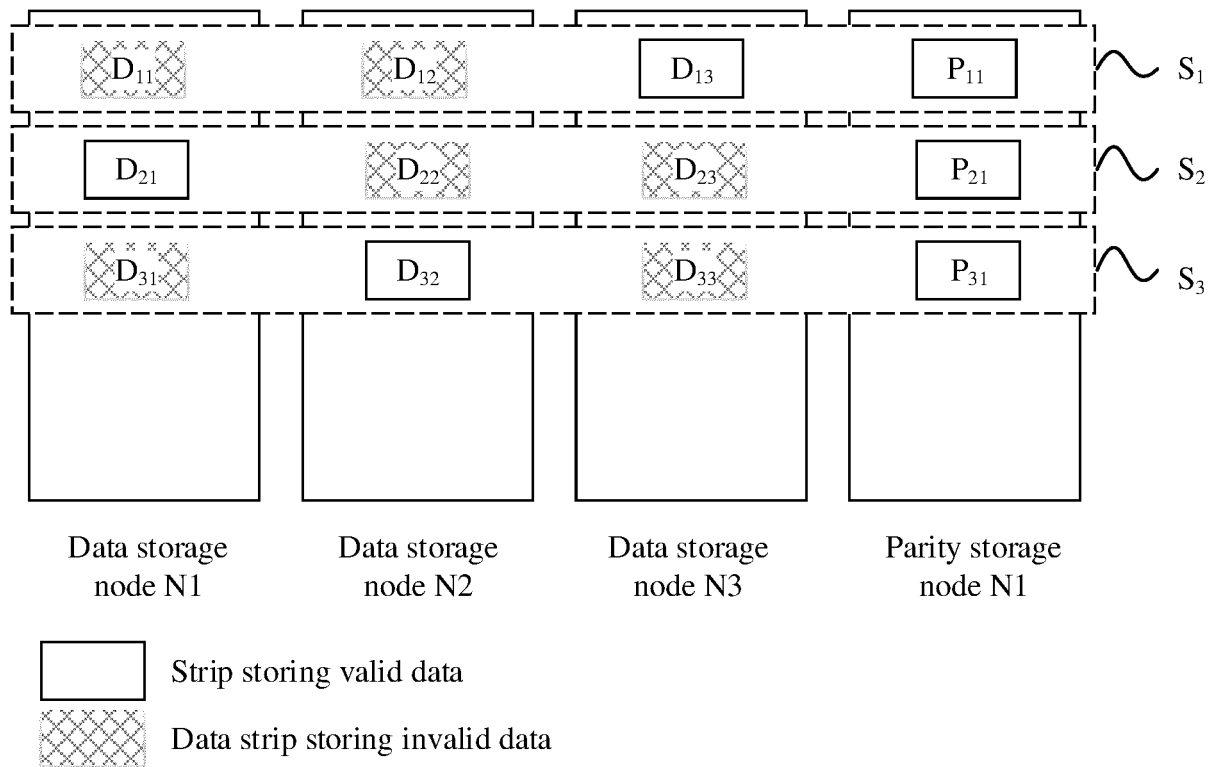 D11 D12 D13 P11 S1
D21 D22 D23 P21 S2
D31 D32 D33 P31 S3
Data storage node N1
Data storage node N2
Data storage node N3
Parity storage node N1
Strip storing valid data
Data strip storing invalid data